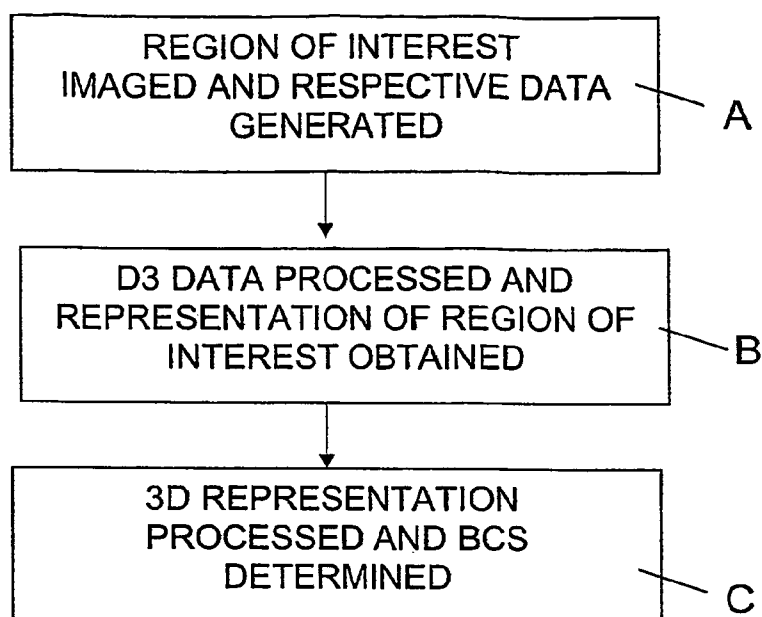 REGION OF INTEREST
IMAGED AND RESPECTIVE DATA
GENERATED
A
D3 DATA PROCESSED AND
REPRESENTATION OF REGION OF
INTEREST OBTAINED
B
3D REPRESENTATION
PROCESSED AND BCS
DETERMINED
C